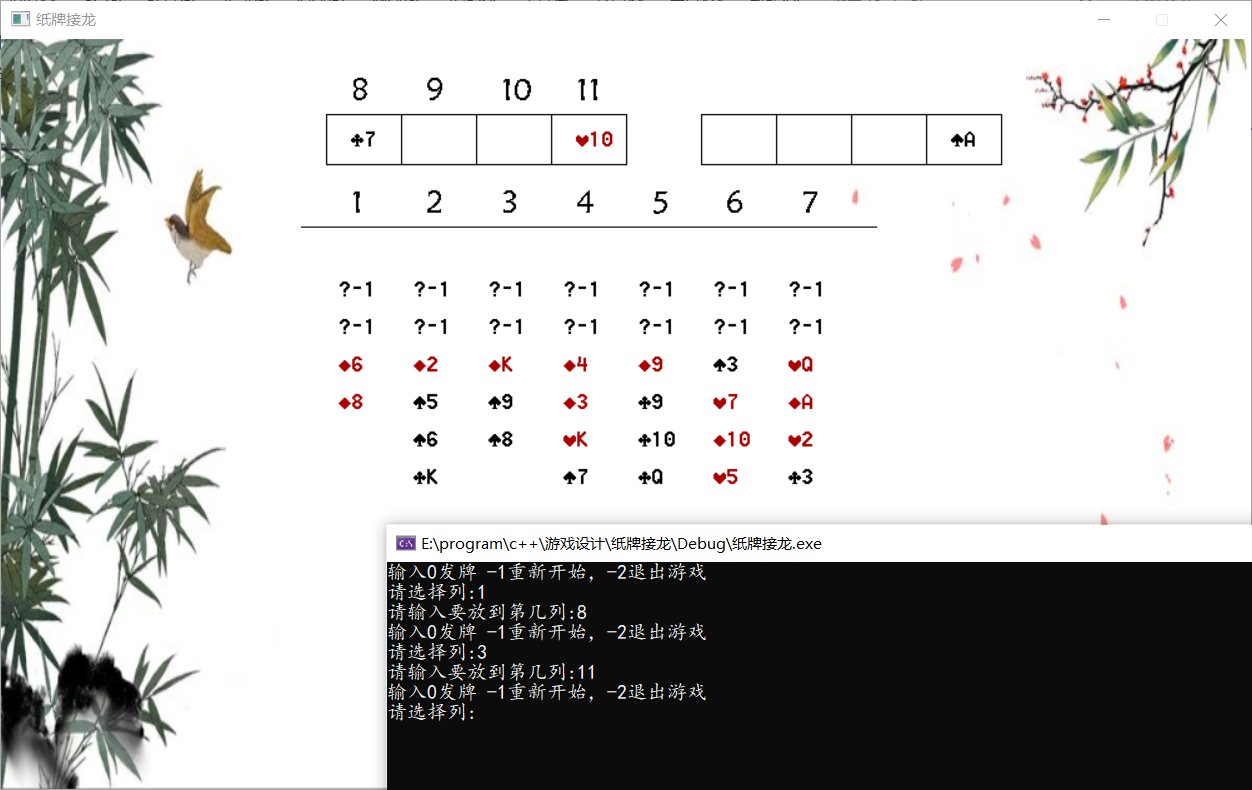 纸牌接龙
8 9 10 11
♣7 ♥10 ♠A
1 2 3 4 5 6 7
?-1 ?-1 ?-1 ?-1 ?-1 ?-1 ?-1
?-1 ?-1 ?-1 ?-1 ?-1 ?-1 ?-1
♦6 ♦2 ♦K ♦4 ♦9 ♠3 ♥Q
♦8 ♠5 ♠9 ♦3 ♣9 ♥7 ♦A
♠6 ♠8 ♥K ♣10 ♦10 ♥2
♣K ♠7 ♣Q ♥5 ♣3
E:\program\c++\游戏设计\纸牌接龙\Debug\纸牌接龙.exe
输入0发牌 -1重新开始，-2退出游戏
请选择列:1
请输入要放到第几列:8
输入0发牌 -1重新开始，-2退出游戏
请选择列:3
请输入要放到第几列:11
输入0发牌 -1重新开始，-2退出游戏
请选择列: